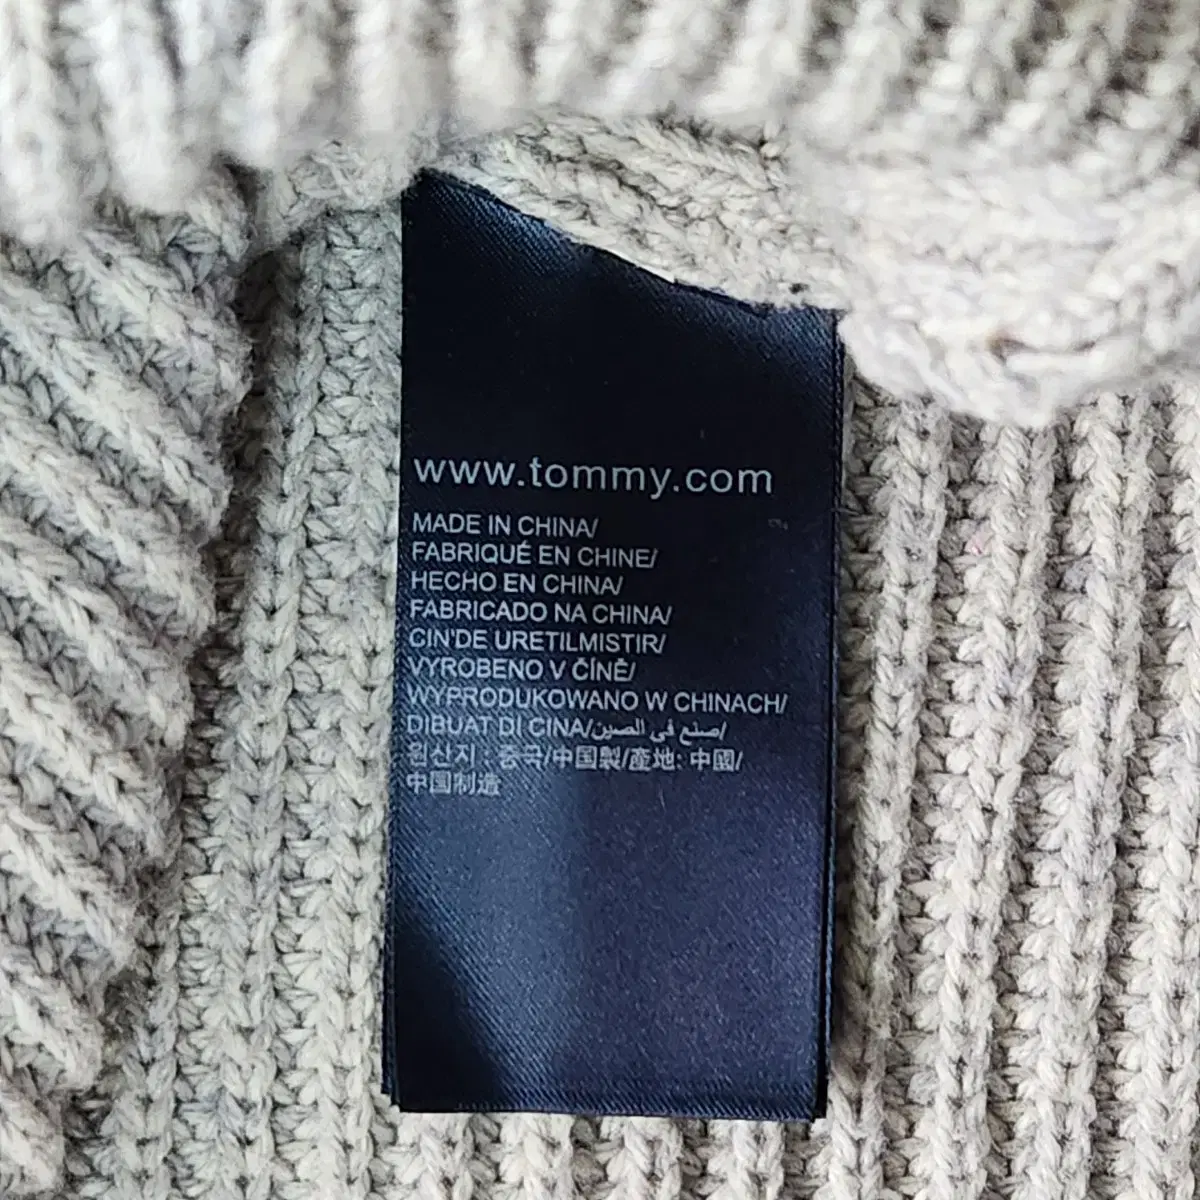 www.tommy.com
MADE IN CHINA/
FABRIQUÉ EN CHINE/
HECHO EN CHINA/
FABRICADO NA CHINA/
CIN'DE URETILMISTIR/
VYROBENO V ČÍNĚ/
WYPRODUKOWANO W CHINACH/
DIBUAT DI CINA/صنع في الصين/
원산지 : 중국/中国製/產地: 中國/
中国制造